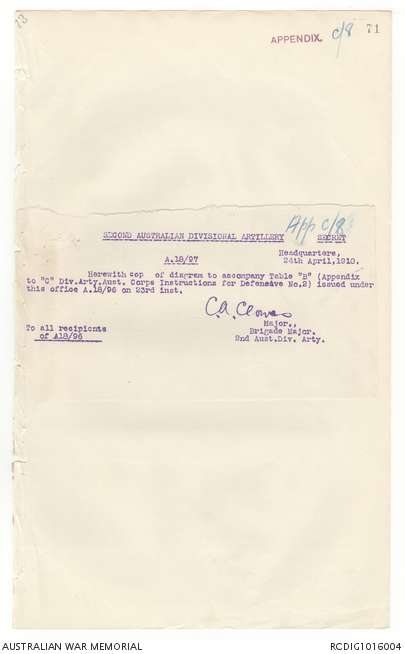 73
APPENDIX. c/8 71
App c/8
SECOND AUSTRALIAN DIVISIONAL ARTILLERY SECRET
Headquarters,
A.18/97 24th April,1918.
Herewith cop of diagram to accompany Table "B" (Appendix
to "C" Div.Arty.Aust. Corps Instructions for Defensive No.2) issued under
this office A.18/96 on 23rd inst.
C.A. Clowes
Major.,
To all recipients Brigade Major.
of A18/96 2nd Aust.Div. Arty.
AUSTRALIAN WAR MEMORIAL RCDIG1016004